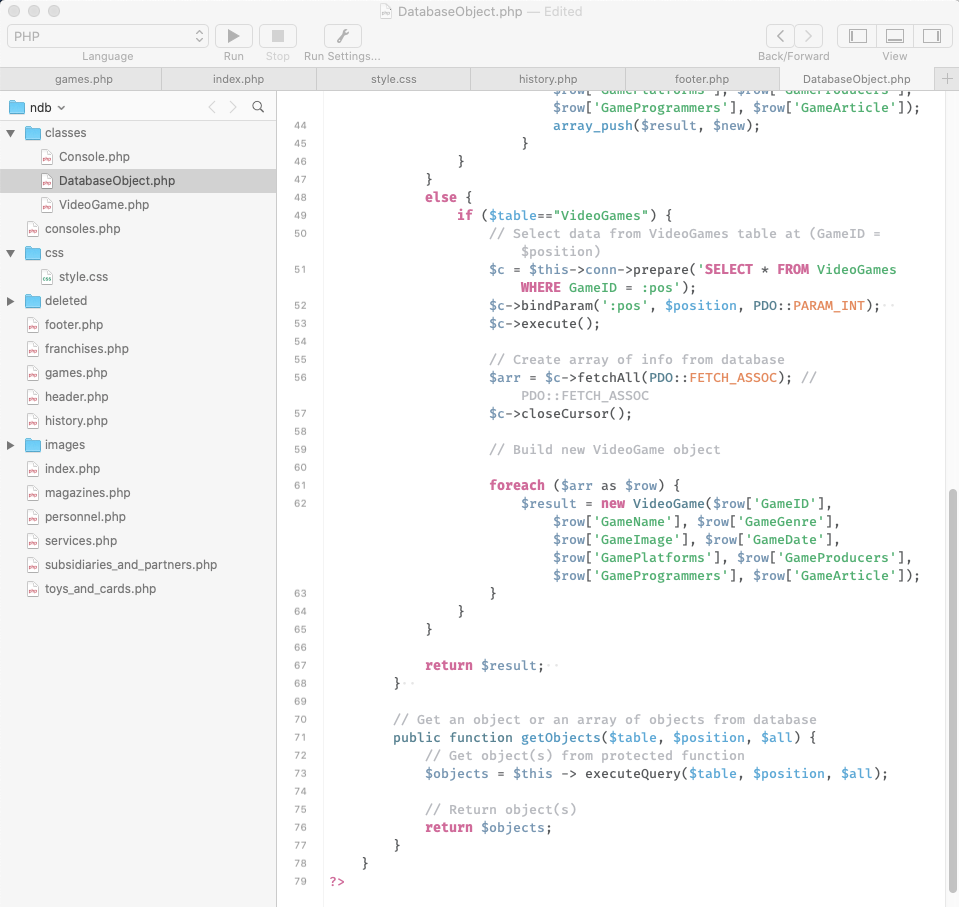 DatabaseObject.php — Edited
PHP
Language
Run
Stop
Run Settings...
Back/Forward
View
games.php
index.php
style.css
history.php
footer.php
DatabaseObject.php
ndb
classes
Console.php
DatabaseObject.php
VideoGame.php
consoles.php
css
style.css
deleted
footer.php
franchises.php
games.php
header.php
history.php
images
index.php
magazines.php
personnel.php
services.php
subsidiaries_and_partners.php
toys_and_cards.php
$row['GamePlatforms'], $row['GameProducers'],
$row['GameProgrammers'], $row['GameArticle']);
44 array_push($result, $new);
45 }
46 }
47 }
48 else {
49 if ($table=="VideoGames") {
50 // Select data from VideoGames table at (GameID =
$position)
51 $c = $this->conn->prepare('SELECT * FROM VideoGames
WHERE GameID = :pos');
52 $c->bindParam(':pos', $position, PDO::PARAM_INT);
53 $c->execute();
54
55 // Create array of info from database
56 $arr = $c->fetchAll(PDO::FETCH_ASSOC); //
PDO::FETCH_ASSOC
57 $c->closeCursor();
58
59 // Build new VideoGame object
60
61 foreach ($arr as $row) {
62 $result = new VideoGame($row['GameID'],
$row['GameName'], $row['GameGenre'],
$row['GameImage'], $row['GameDate'],
$row['GamePlatforms'], $row['GameProducers'],
$row['GameProgrammers'], $row['GameArticle']);
63 }
64 }
65 }
66
67 return $result;
68 }
69
70 // Get an object or an array of objects from database
71 public function getObjects($table, $position, $all) {
72 // Get object(s) from protected function
73 $objects = $this -> executeQuery($table, $position, $all);
74
75 // Return object(s)
76 return $objects;
77 }
78 }
79 ?>